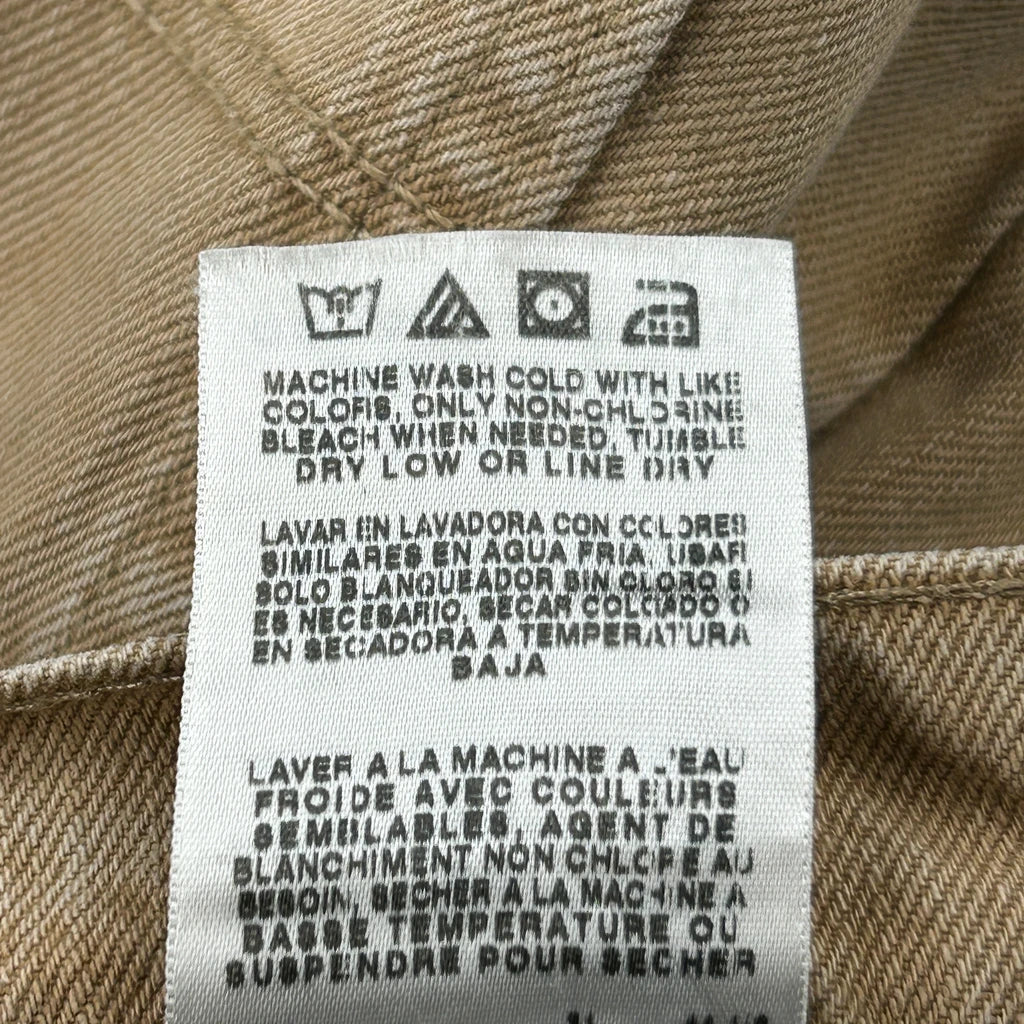 MACHINE WASH COLD WITH LIKE
COLORS, ONLY NON-CHLORINE
BLEACH WHEN NEEDED, TUMBLE
DRY LOW OR LINE DRY
LAVAR EN LAVADORA CON COLORES
SIMILARES EN AGUA FRIA, USAR
SOLO BLANQUEADOR SIN CLORO SI
ES NECESARIO, SECAR COLGADO O
EN SECADORA A TEMPERATURA
BAJA
LAVER A LA MACHINE A L'EAU
FROIDE AVEC COULEURS
SEMBLABLES, AGENT DE
BLANCHIMENT NON CHLORE AU
BESOIN, SECHER A LA MACHINE A
BASSE TEMPERATURE OU
SUSPENDRE POUR SECHER